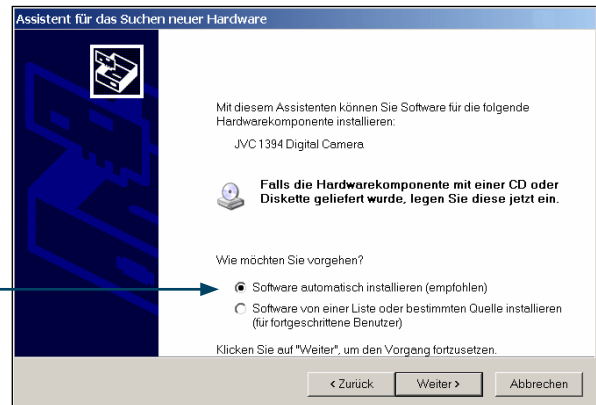 Assistent für das Suchen neuer Hardware
Mit diesem Assistenten können Sie Software für die folgende
Hardwarekomponente installieren:
JVC 1394 Digital Camera
Falls die Hardwarekomponente mit einer CD oder
Diskette geliefert wurde, legen Sie diese jetzt ein.
Wie möchten Sie vorgehen?
Software automatisch installieren (empfohlen)
Software von einer Liste oder bestimmten Quelle installieren
(für fortgeschrittene Benutzer)
Klicken Sie auf "Weiter", um den Vorgang fortzusetzen.
< Zurück Weiter > Abbrechen